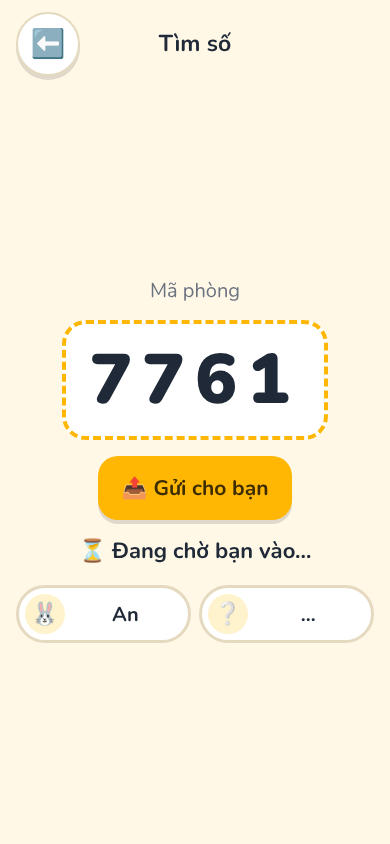 Tìm số
Mã phòng
7761
Gửi cho bạn
Đang chờ bạn vào...
An
...